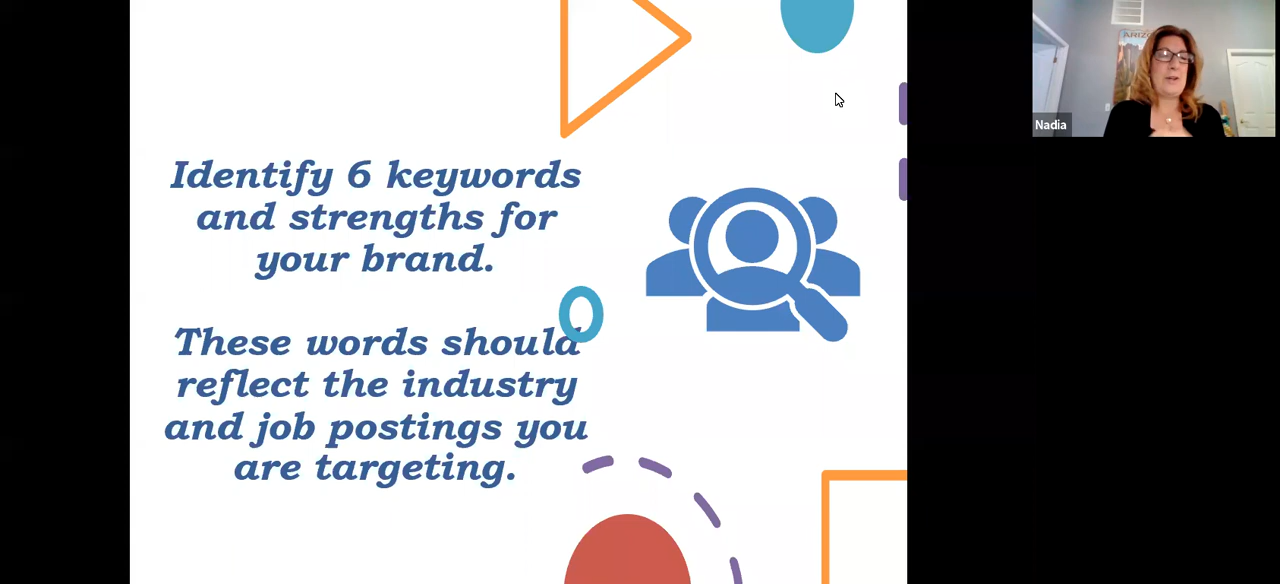 Identify 6 keywords
and strengths for
your brand.
These words should
reflect the industry
and job postings you
are targeting.
ARIZO
Nadia